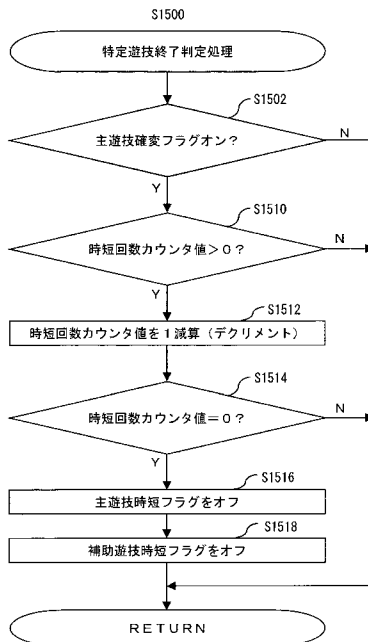 S1500
特定遊技終了判定処理
S1502
主遊技確変フラグオン？
N
Y
S1510
時短回数カウンタ値＞０？
N
Y
S1512
時短回数カウンタ値を１減算（デクリメント）
S1514
時短回数カウンタ値＝０？
N
Y
S1516
主遊技時短フラグをオフ
S1518
補助遊技時短フラグをオフ
ＲＥＴＵＲＮ